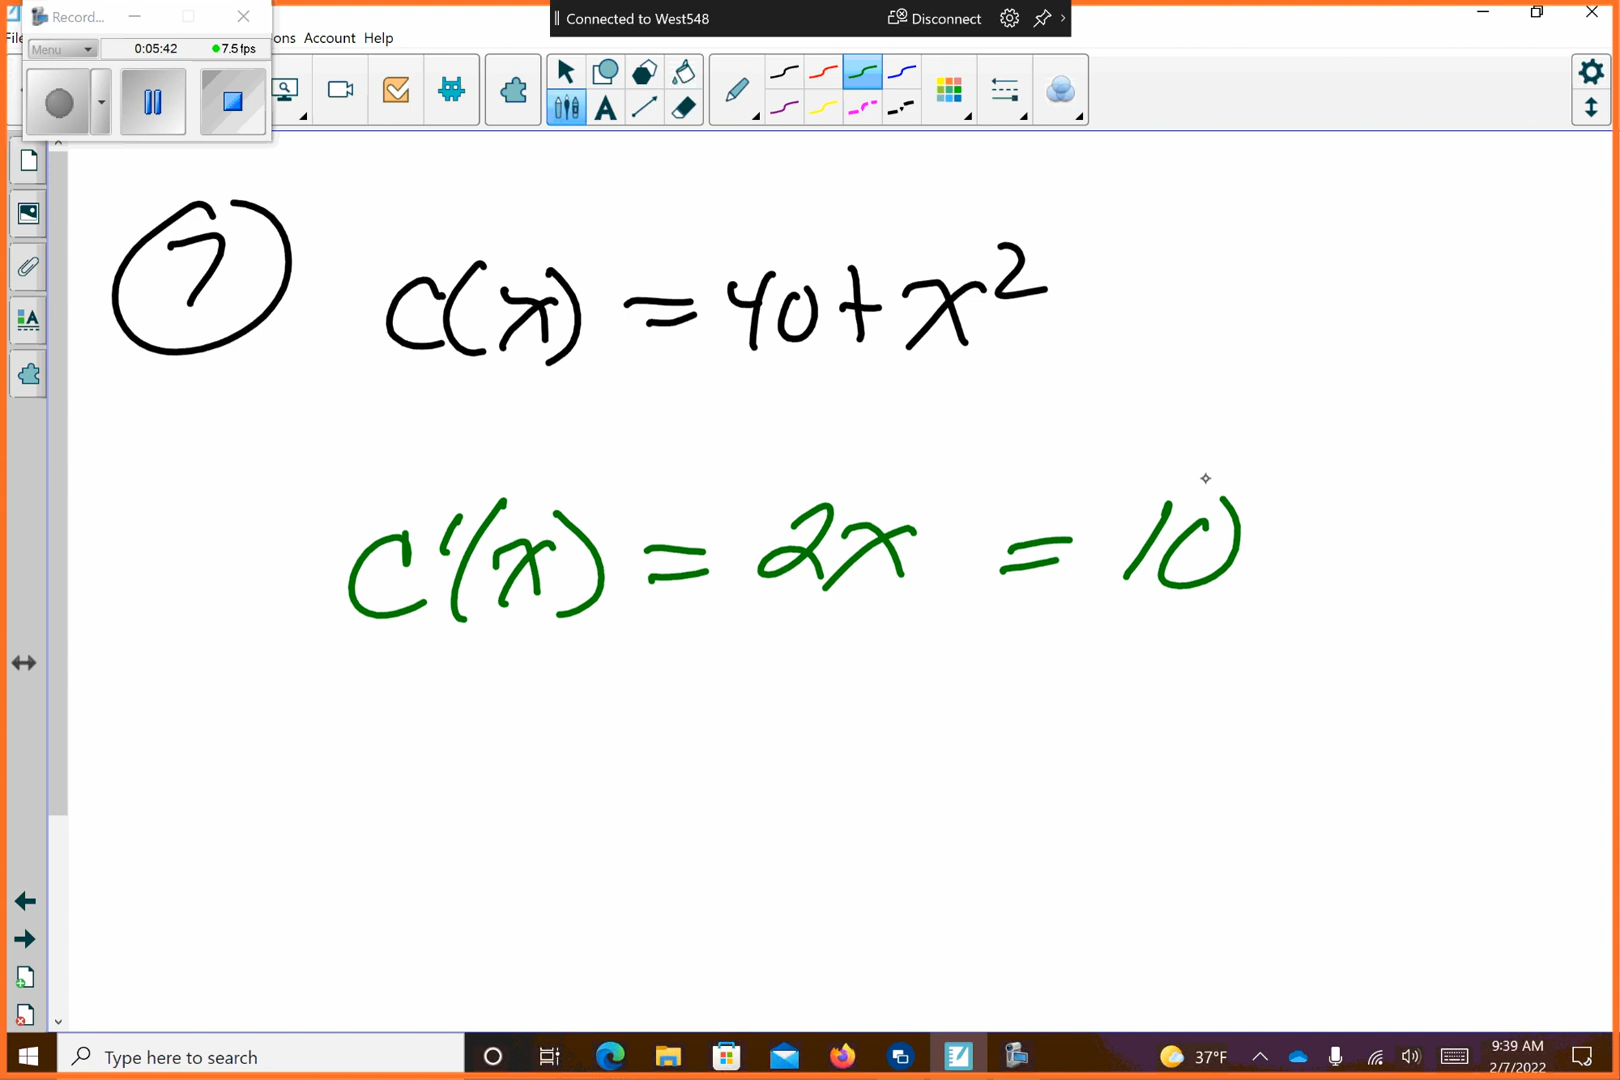 Record...
Connected to West548
Disconnect
ons Account Help
Menu
0:05:42
7.5 fps
A
7
C(x) = 40 + x²
C'(x) = 2x = 10
Type here to search
37°F
9:39 AM
2/7/2022